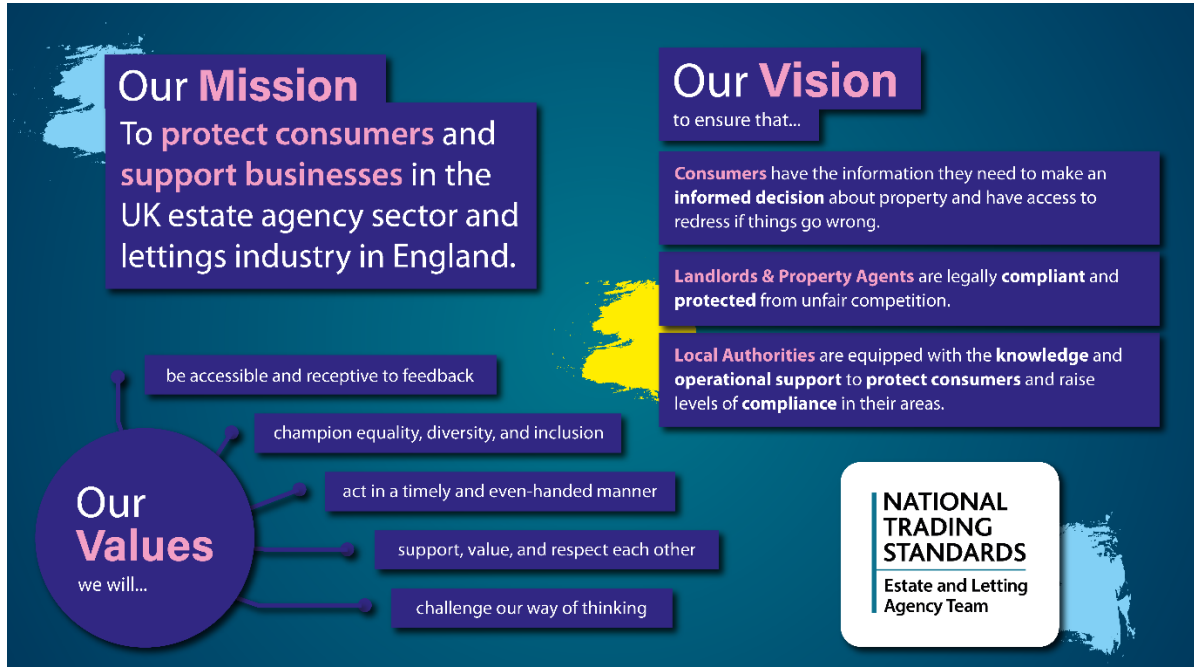 Our Mission
To protect consumers and
support businesses in the
UK estate agency sector and
lettings industry in England.
Our Vision
to ensure that...
Consumers have the information they need to make an
informed decision about property and have access to
redress if things go wrong.
Landlords & Property Agents are legally compliant and
protected from unfair competition.
Local Authorities are equipped with the knowledge and
operational support to protect consumers and raise
levels of compliance in their areas.
Our
Values
we will...
be accessible and receptive to feedback
champion equality, diversity, and inclusion
act in a timely and even-handed manner
support, value, and respect each other
challenge our way of thinking
NATIONAL
TRADING
STANDARDS
Estate and Letting
Agency Team